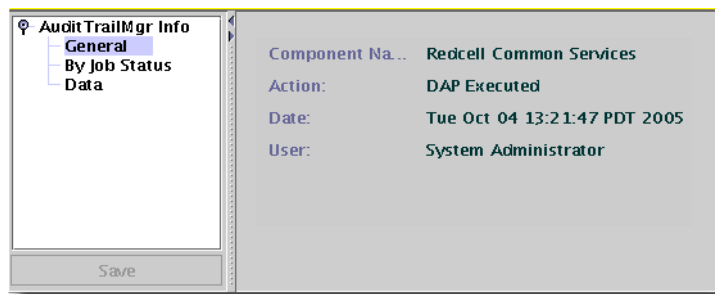 AuditTrailMgr Info
General
By Job Status
Data
Save
Component Na... Redcell Common Services
Action: DAP Executed
Date: Tue Oct 04 13:21:47 PDT 2005
User: System Administrator